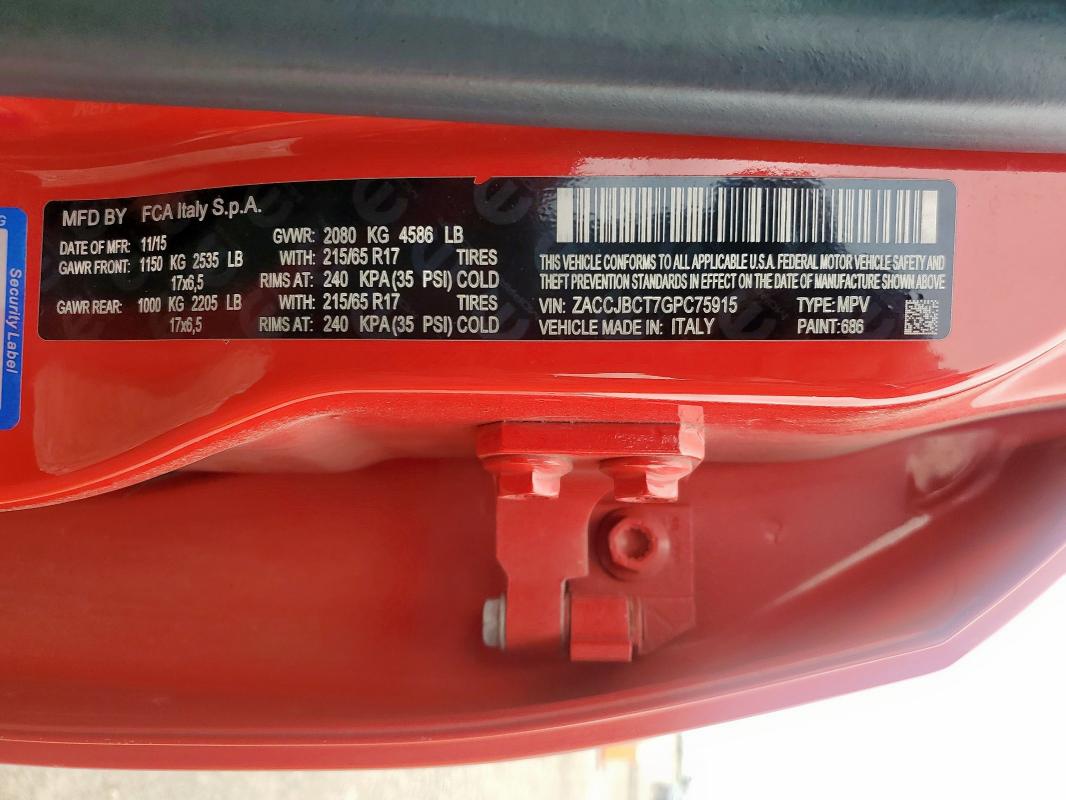 MFD BY FCA Italy S.p.A.
DATE OF MFR: 11/15 GVWR: 2080 KG 4586 LB
GAWR FRONT: 1150 KG 2535 LB WITH: 215/65 R17 TIRES
17x6,5 RIMS AT: 240 KPA(35 PSI) COLD
GAWR REAR: 1000 KG 2205 LB WITH: 215/65 R17 TIRES
17x6,5 RIMS AT: 240 KPA(35 PSI) COLD
THIS VEHICLE CONFORMS TO ALL APPLICABLE U.S.A. FEDERAL MOTOR VEHICLE SAFETY AND
THEFT PREVENTION STANDARDS IN EFFECT ON THE DATE OF MANUFACTURE SHOWN ABOVE
VIN: ZACCJBCT7GPC75915 TYPE: MPV
VEHICLE MADE IN: ITALY PAINT:686
Security Label